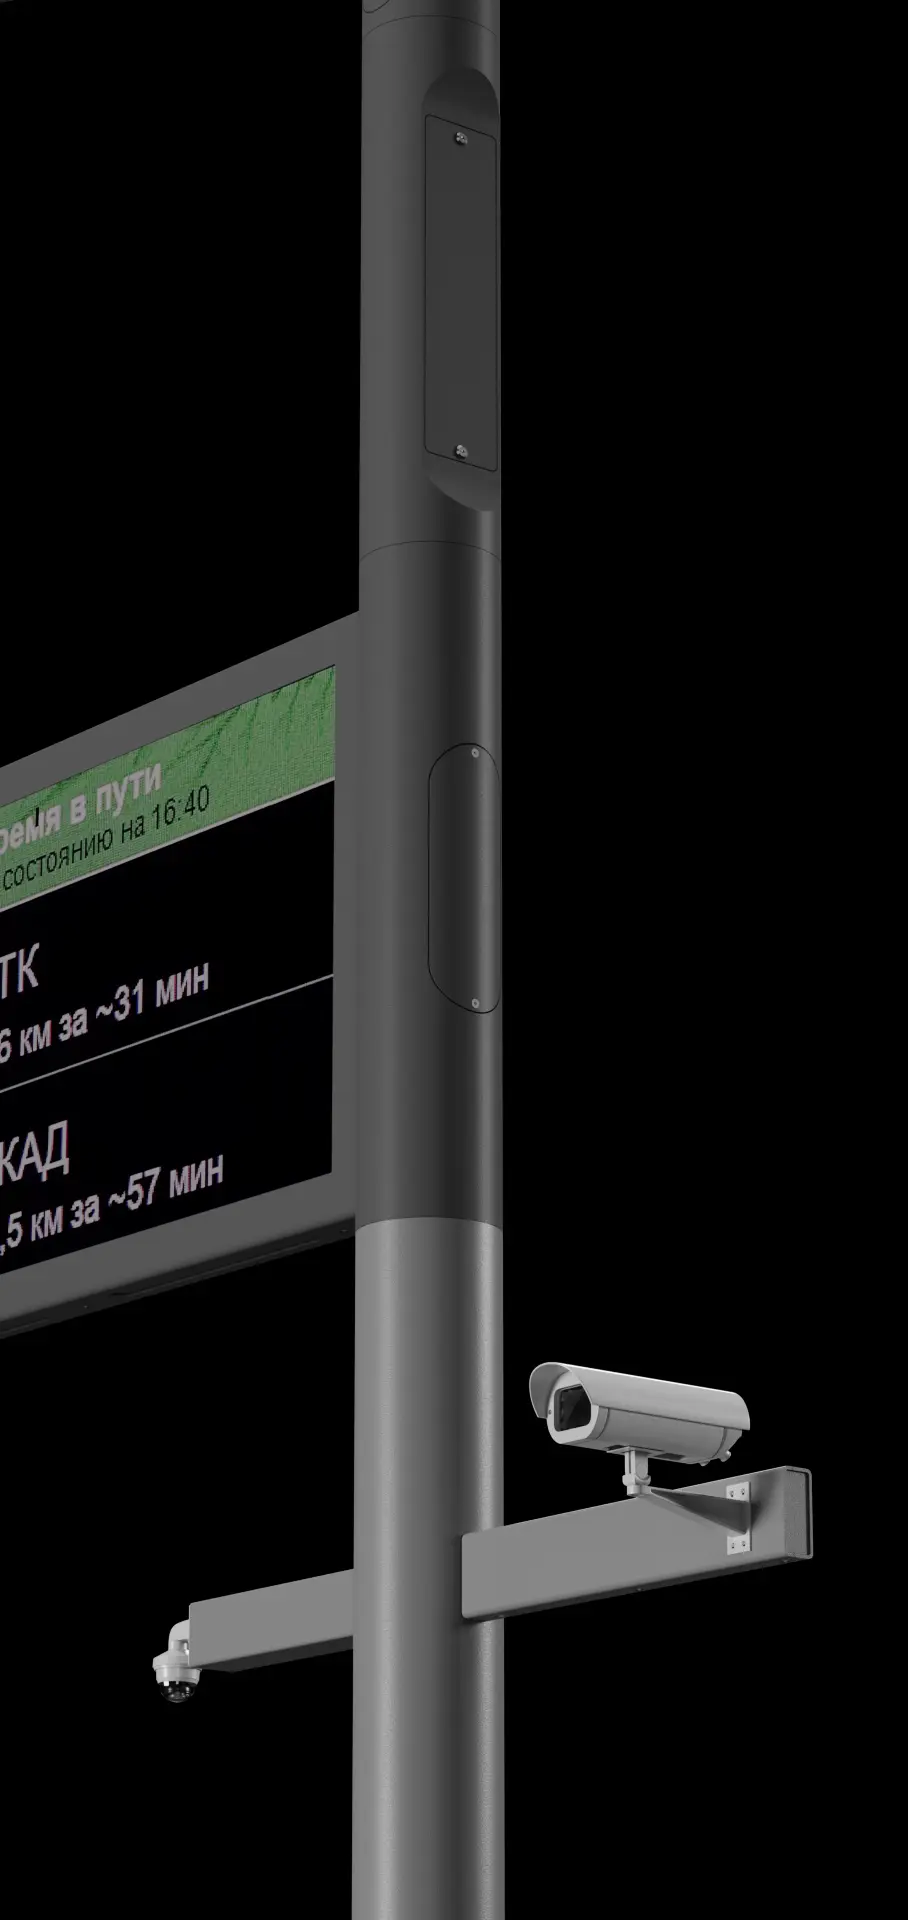 ремя в пути
состоянию на 16:40
ТК
6 км за ~31 мин
КАД
,5 км за ~57 мин